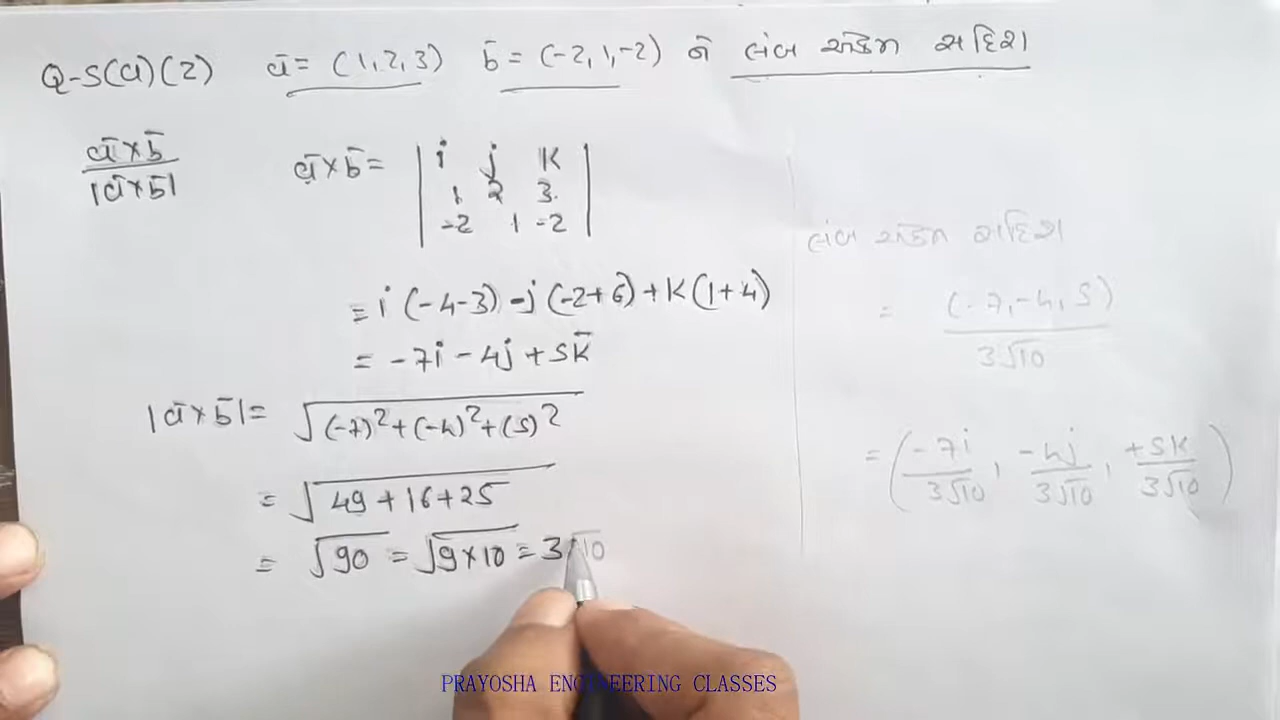 Q-5(a)(2) ā = (1,2,3) b̄ = (-2,1,-2) ને લંબ એકમ સદિશ
ā×b̄
|ā×b̄|
ā×b̄ = | i j k
1 2 3.
-2 1 -2 |
= i (-4-3) -j (-2+6) + k (1+4)
= -7i - 4j + 5k̄
|ā×b̄| = √(-7)²+(-4)²+(5)²
= √49+16+25
= √90 = √9×10 = 3√10
લંબ એકમ સદિશ
= (-7,-4,5)
3√10
= (-7i/3√10, -4j/3√10, +5k/3√10)
PRAYOSHA ENGINEERING CLASSES